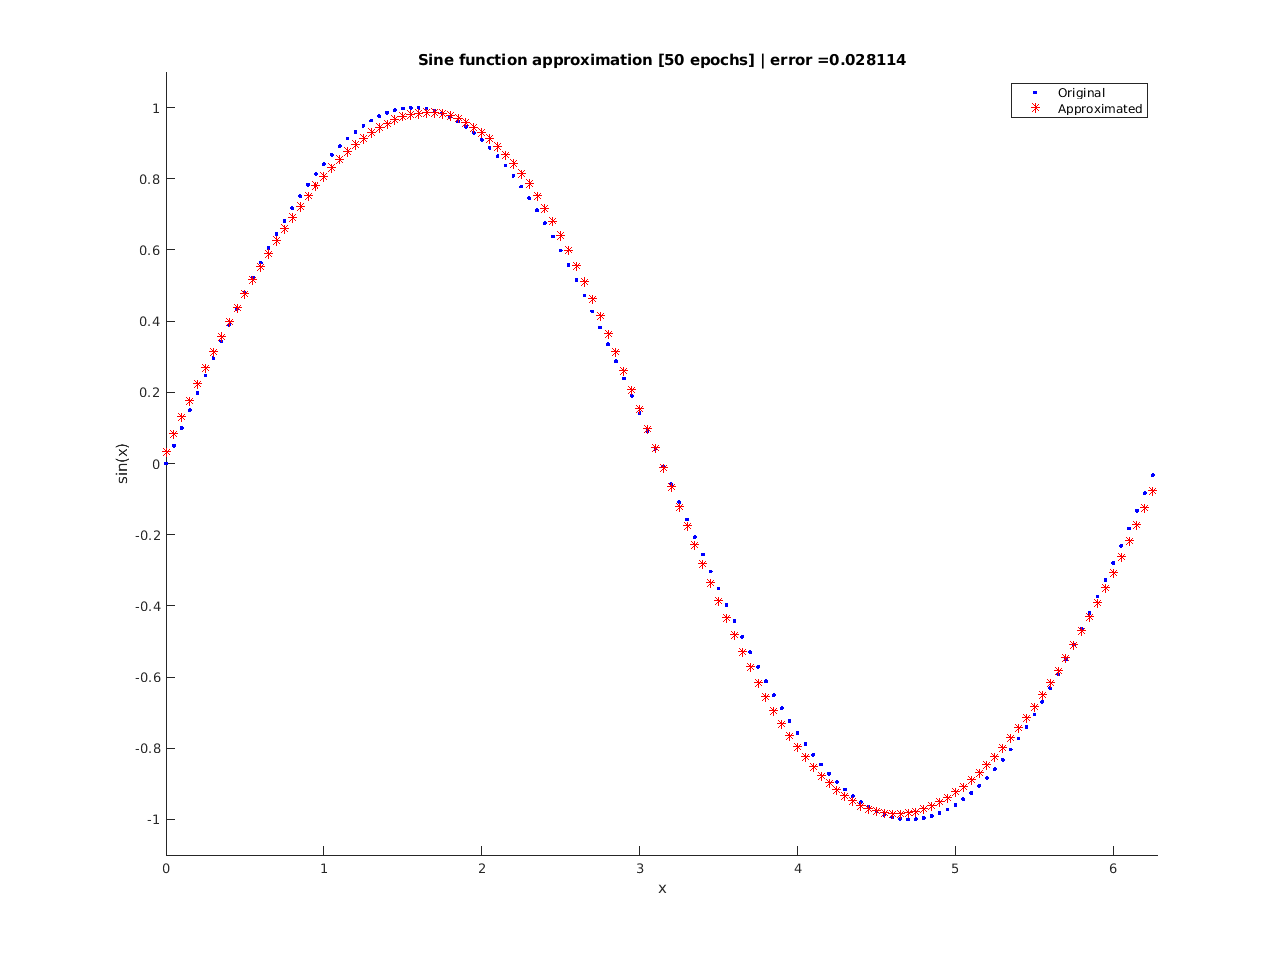 Sine function approximation [50 epochs] | error =0.028114
Original
Approximated
1
0.8
0.6
0.4
0.2
0
-0.2
-0.4
-0.6
-0.8
-1
sin(x)
0 1 2 3 4 5 6
x